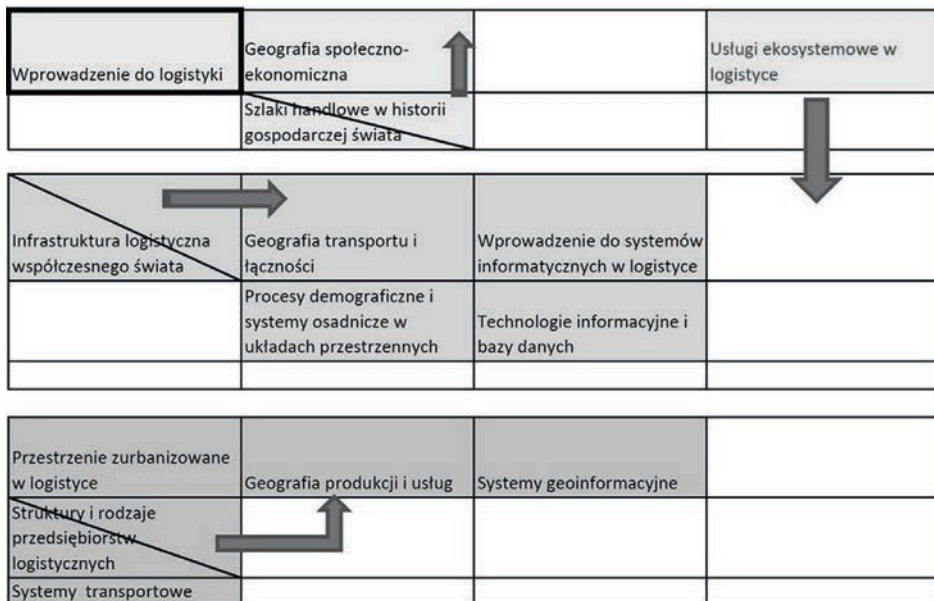 Wprowadzenie do logistyki
Geografia społeczno-
ekonomiczna
Usługi ekosystemowe w
logistyce
Szlaki handlowe w historii
gospodarczej świata
Infrastruktura logistyczna
współczesnego świata
Geografia transportu i
łączności
Wprowadzenie do systemów
informatycznych w logistyce
Procesy demograficzne i
systemy osadnicze w
układach przestrzennych
Technologie informacyjne i
bazy danych
Przestrzenie zurbanizowane
w logistyce
Geografia produkcji i usług
Systemy geoinformacyjne
Struktury i rodzaje
przedsiębiorstw
logistycznych
Systemy transportowe